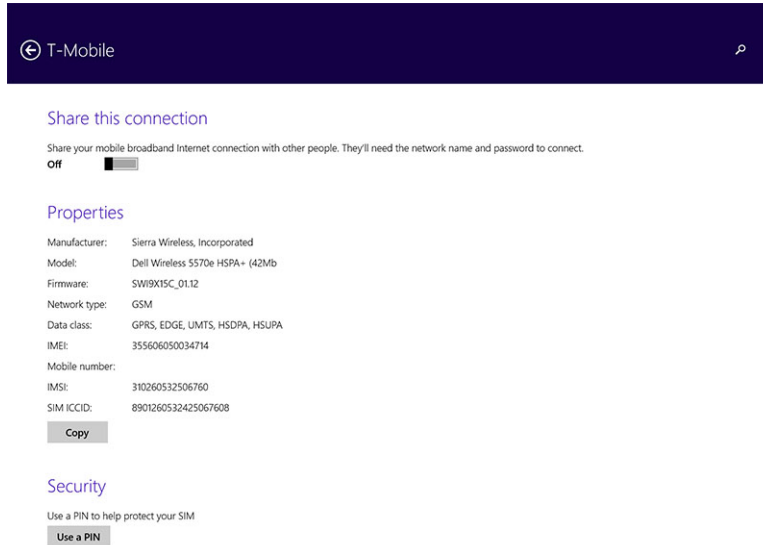 T-Mobile
Share this connection
Share your mobile broadband Internet connection with other people. They'll need the network name and password to connect.
Off
Properties
Manufacturer: Sierra Wireless, Incorporated
Model: Dell Wireless 5570e HSPA+ (42Mb
Firmware: SWI9X15C_01.12
Network type: GSM
Data class: GPRS, EDGE, UMTS, HSDPA, HSUPA
IMEI: 355606050034714
Mobile number:
IMSI: 310260532506760
SIM ICCID: 8901260532425067608
Copy
Security
Use a PIN to help protect your SIM
Use a PIN